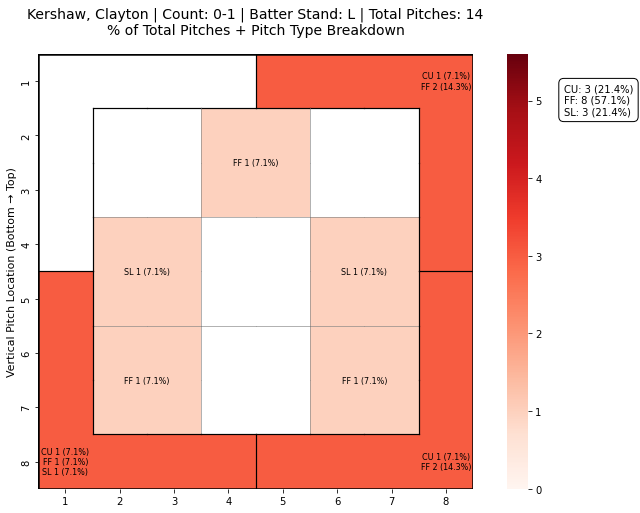 Kershaw, Clayton | Count: 0-1 | Batter Stand: L | Total Pitches: 14
% of Total Pitches + Pitch Type Breakdown
CU 1 (7.1%)
FF 2 (14.3%)
FF 1 (7.1%)
SL 1 (7.1%)
SL 1 (7.1%)
FF 1 (7.1%)
FF 1 (7.1%)
CU 1 (7.1%)
FF 1 (7.1%)
SL 1 (7.1%)
CU 1 (7.1%)
FF 2 (14.3%)
Vertical Pitch Location (Bottom → Top)
1
2
3
4
5
6
7
8
1
2
3
4
5
6
7
8
5
4
3
2
1
0
CU: 3 (21.4%)
FF: 8 (57.1%)
SL: 3 (21.4%)